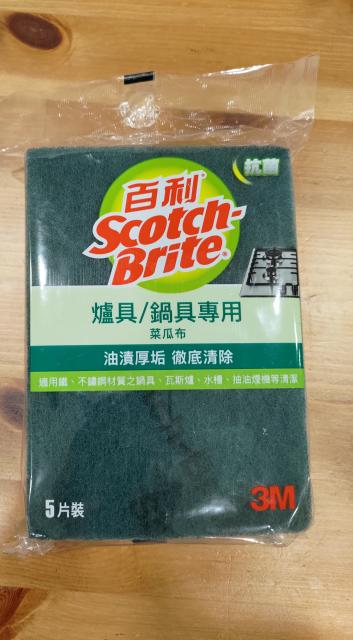 抗菌
百利
Scotch-
Brite
爐具/鍋具專用
菜瓜布
油漬厚垢 徹底清除
適用鐵、不鏽鋼材質之鍋具、瓦斯爐、水槽、抽油煙機等清潔
5片裝
3M